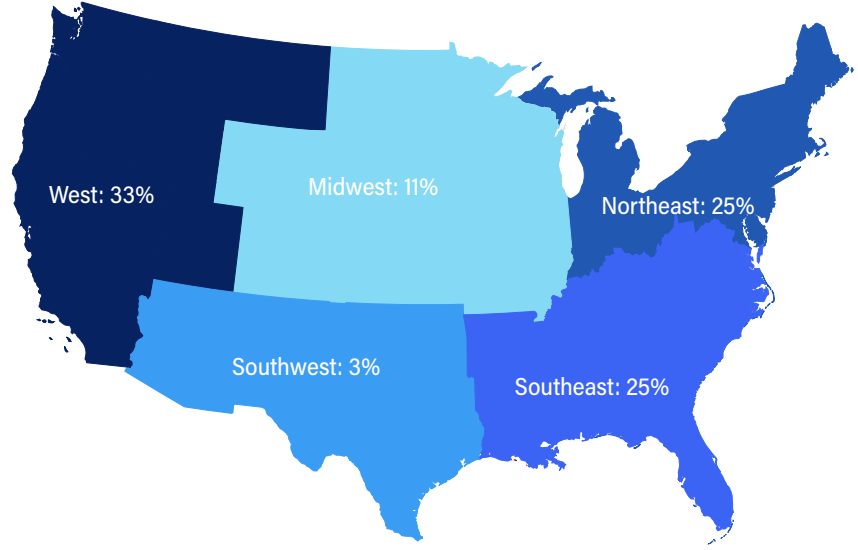 West: 33%
Midwest: 11%
Northeast: 25%
Southwest: 3%
Southeast: 25%